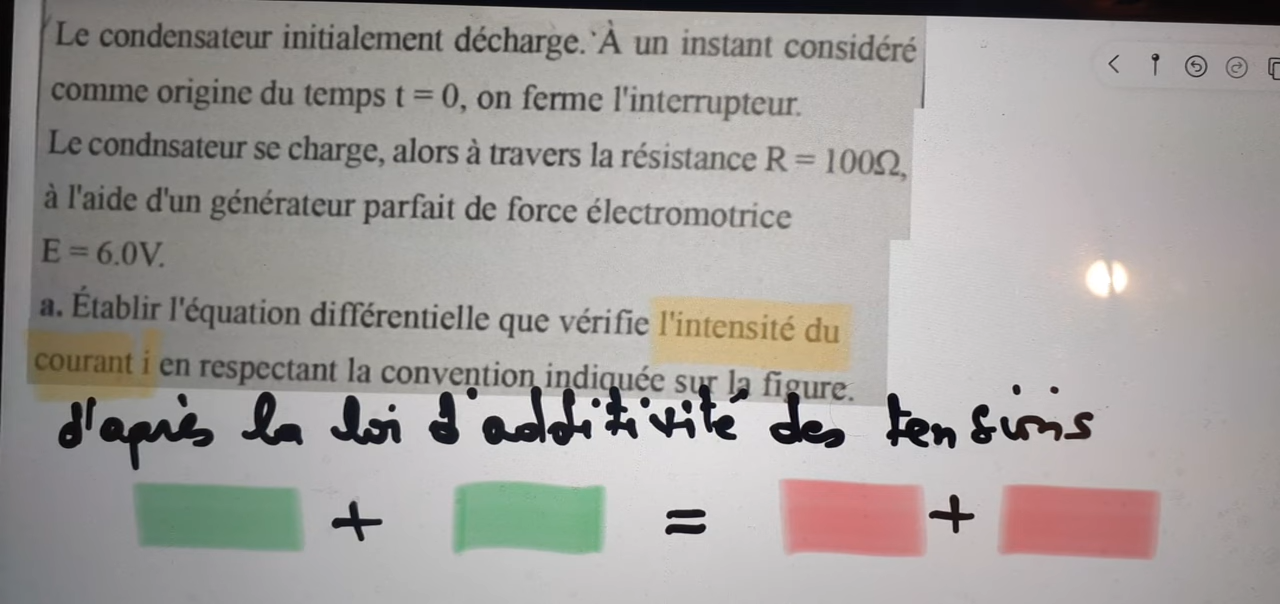 Le condensateur initialement décharge. À un instant considéré
comme origine du temps t = 0, on ferme l'interrupteur.
Le condnsateur se charge, alors à travers la résistance R = 100Ω,
à l'aide d'un générateur parfait de force électromotrice
E = 6.0V.
a. Établir l'équation différentielle que vérifie l'intensité du
courant i en respectant la convention indiquée sur la figure.
d'après la loi d'additivité des tensions
+ = +